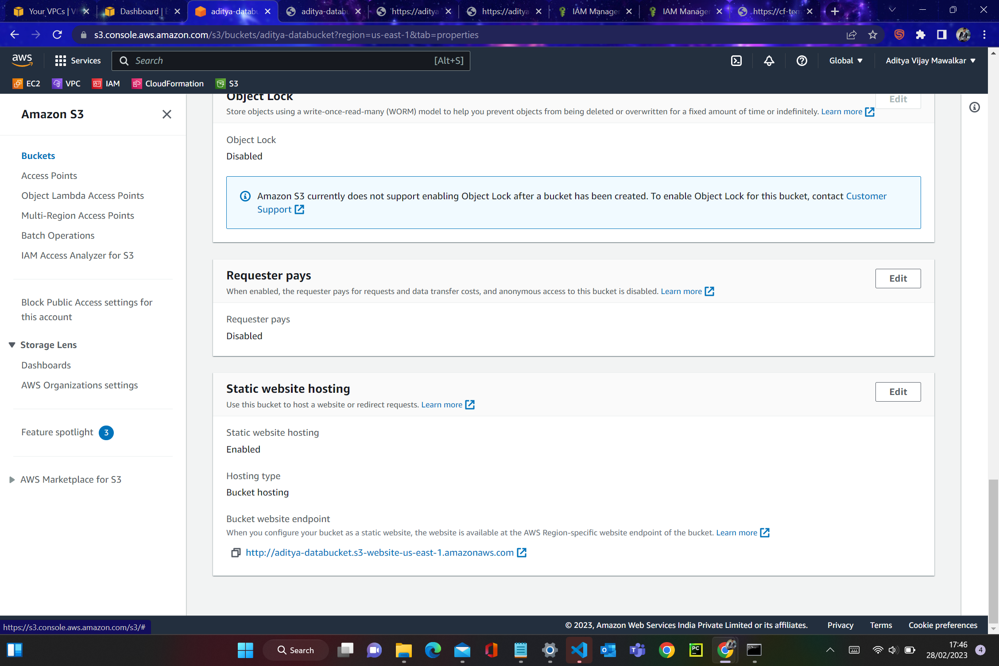 Your VPCs | V
Dashboard | E
aditya-databu
aditya-databu
https://aditya
https://aditya
IAM Manager
IAM Manager
https://cf-tem
s3.console.aws.amazon.com/s3/buckets/aditya-databucket?region=us-east-1&tab=properties
aws
Services
Search
[Alt+S]
Global
Aditya Vijay Mawalkar
EC2
VPC
IAM
CloudFormation
S3
Amazon S3
Buckets
Access Points
Object Lambda Access Points
Multi-Region Access Points
Batch Operations
IAM Access Analyzer for S3
Block Public Access settings for
this account
Storage Lens
Dashboards
AWS Organizations settings
Feature spotlight 3
AWS Marketplace for S3
Object Lock
Edit
Store objects using a write-once-read-many (WORM) model to help you prevent objects from being deleted or overwritten for a fixed amount of time or indefinitely. Learn more
Object Lock
Disabled
Amazon S3 currently does not support enabling Object Lock after a bucket has been created. To enable Object Lock for this bucket, contact Customer
Support
Requester pays
Edit
When enabled, the requester pays for requests and data transfer costs, and anonymous access to this bucket is disabled. Learn more
Requester pays
Disabled
Static website hosting
Edit
Use this bucket to host a website or redirect requests. Learn more
Static website hosting
Enabled
Hosting type
Bucket hosting
Bucket website endpoint
When you configure your bucket as a static website, the website is available at the AWS Region-specific website endpoint of the bucket. Learn more
http://aditya-databucket.s3-website-us-east-1.amazonaws.com
https://s3.console.aws.amazon.com/s3/#
© 2023, Amazon Web Services India Private Limited or its affiliates.
Privacy
Terms
Cookie preferences
Search
PC
17:46
28/02/2023
4